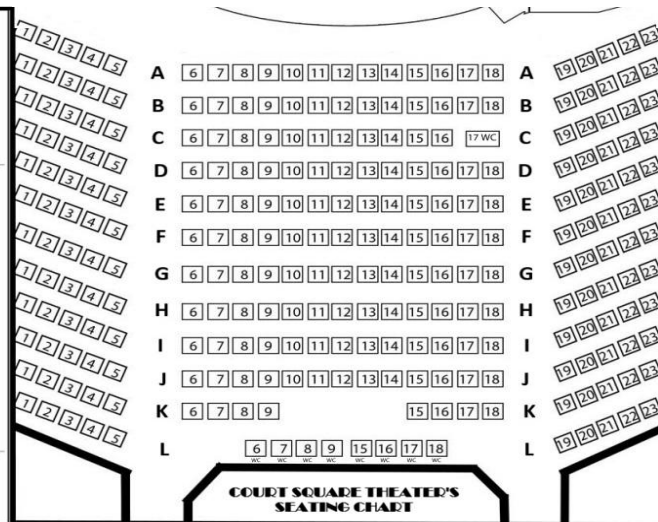 1 2 3 4 5 A 6 7 8 9 10 11 12 13 14 15 16 17 18 A 19 20 21 22 23
1 2 3 4 5 B 6 7 8 9 10 11 12 13 14 15 16 17 18 B 19 20 21 22 23
1 2 3 4 5 C 6 7 8 9 10 11 12 13 14 15 16 17 WC C 19 20 21 22 23
1 2 3 4 5 D 6 7 8 9 10 11 12 13 14 15 16 17 18 D 19 20 21 22 23
1 2 3 4 5 E 6 7 8 9 10 11 12 13 14 15 16 17 18 E 19 20 21 22 23
1 2 3 4 5 F 6 7 8 9 10 11 12 13 14 15 16 17 18 F 19 20 21 22 23
1 2 3 4 5 G 6 7 8 9 10 11 12 13 14 15 16 17 18 G 19 20 21 22 23
1 2 3 4 5 H 6 7 8 9 10 11 12 13 14 15 16 17 18 H 19 20 21 22 23
1 2 3 4 5 I 6 7 8 9 10 11 12 13 14 15 16 17 18 I 19 20 21 22 23
1 2 3 4 5 J 6 7 8 9 10 11 12 13 14 15 16 17 18 J 19 20 21 22 23
1 2 3 4 5 K 6 7 8 9 15 16 17 18 K 19 20 21 22 23
1 2 3 4 5 L 6 7 8 9 15 16 17 18 L 19 20 21 22 23
WC WC WC WC WC WC WC WC
COURT SQUARE THEATER'S
SEATING CHART